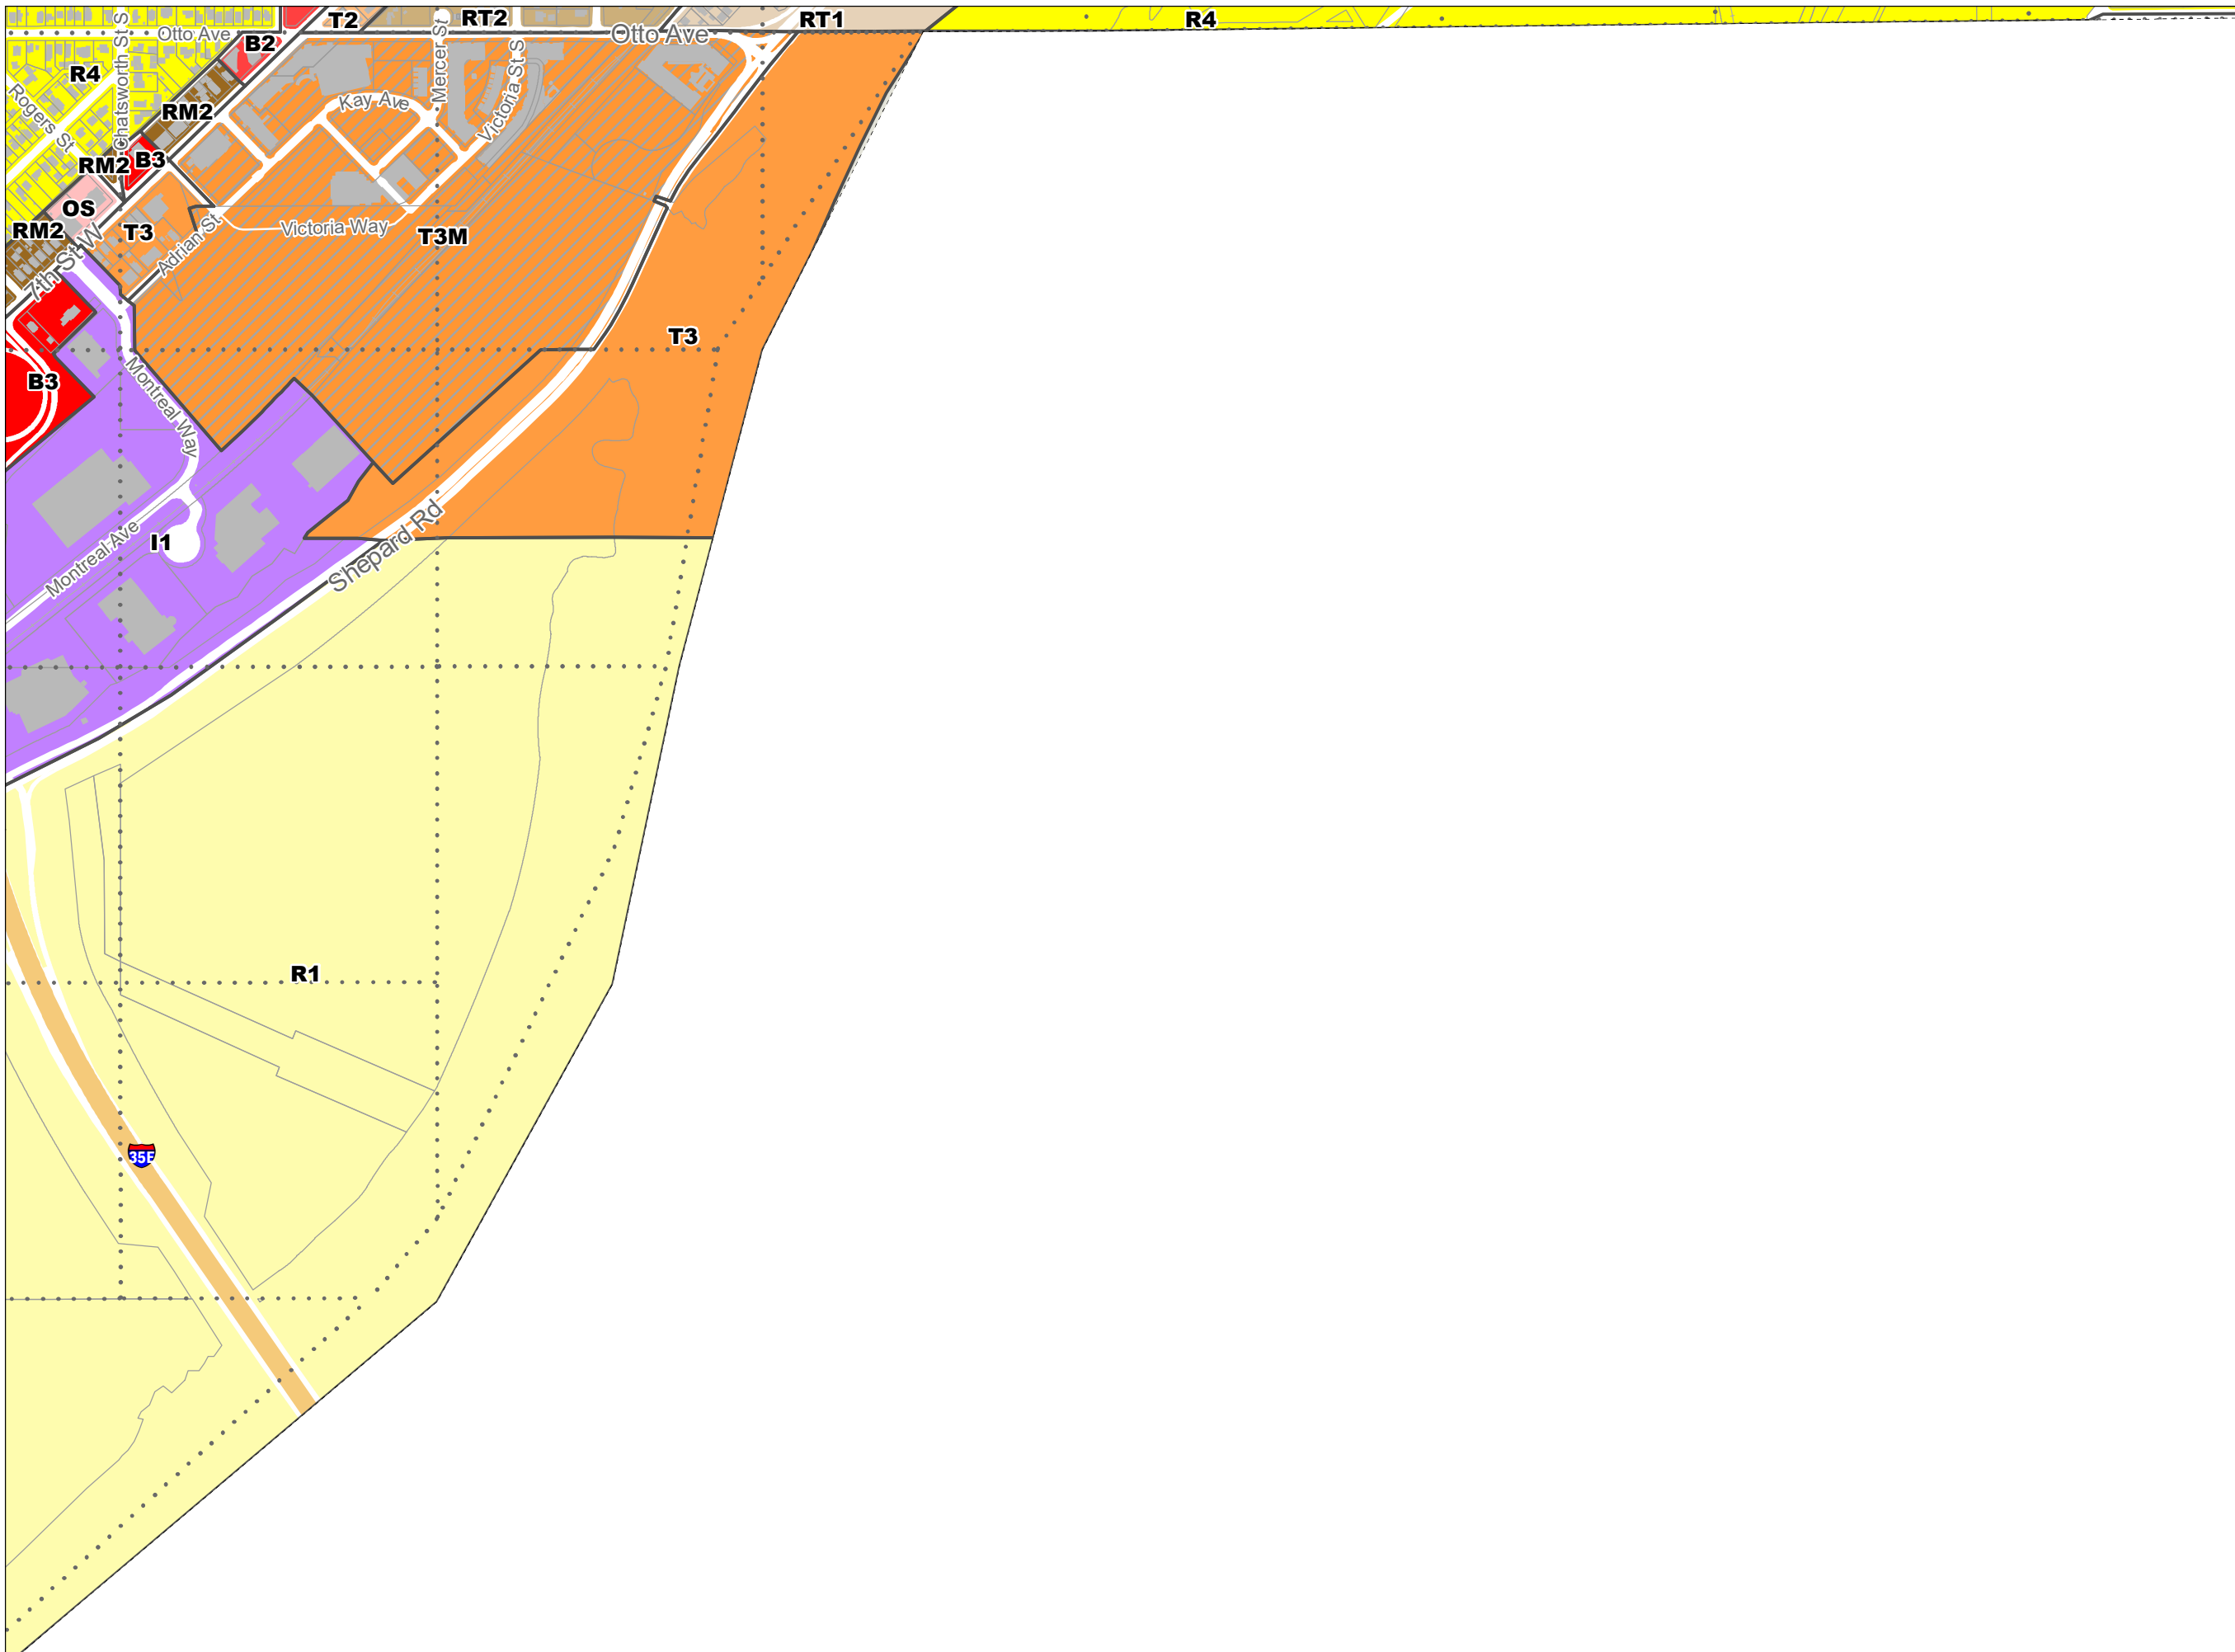 T2
RT2
RT1
R4
Otto Ave
B2
Otto Ave
Chatsworth St S
Mercer St
Victoria St S
R4
Rogers St
RM2
Kay Ave
RM2
B3
OS
RM2
7th St W
T3
Adrian St
Victoria Way
T3M
T3
B3
Montreal Way
Montreal Ave
I1
Shepard Rd
R1
35E